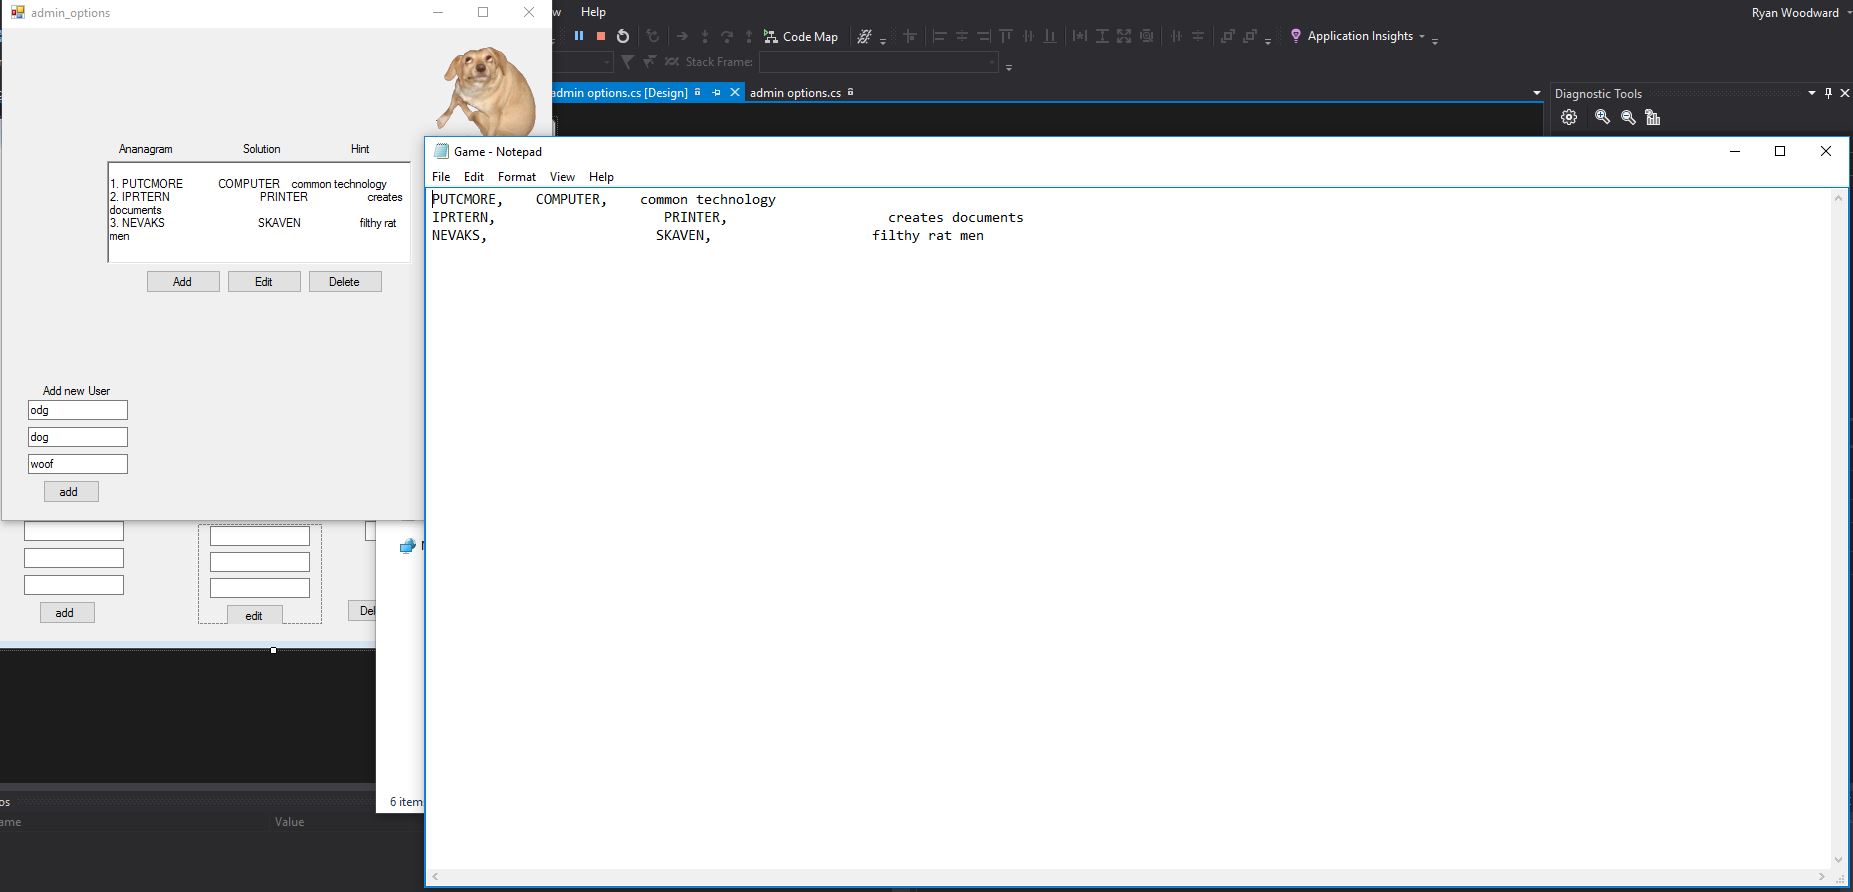 admin_options
w Help
Ryan Woodward
Code Map
Application Insights
Stack Frame:
admin options.cs [Design]
admin options.cs
Diagnostic Tools
Ananagram Solution Hint
1. PUTCMORE COMPUTER common technology
2. IPRTERN PRINTER creates
documents
3. NEVAKS SKAVEN filthy rat
men
Add Edit Delete
Add new User
odg
dog
woof
add
add
edit
Del
6 item
os
ame Value
Game - Notepad
File Edit Format View Help
PUTCMORE, COMPUTER, common technology
IPRTERN, PRINTER, creates documents
NEVAKS, SKAVEN, filthy rat men